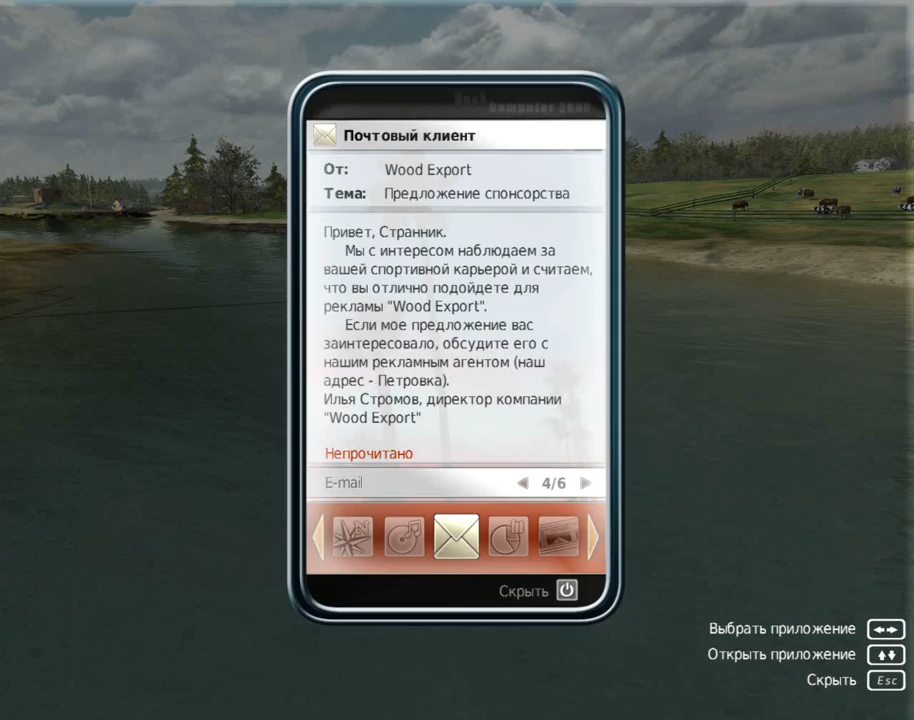 Computer 2000
Почтовый клиент
От: Wood Export
Тема: Предложение спонсорства
Привет, Странник.
Мы с интересом наблюдаем за
вашей спортивной карьерой и считаем,
что вы отлично подойдете для
рекламы "Wood Export".
Если мое предложение вас
заинтересовало, обсудите его с
нашим рекламным агентом (наш
адрес - Петровка).
Илья Стромов, директор компании
"Wood Export"
Непрочитано
E-mail 4/6
N
Скрыть
Выбрать приложение
Открыть приложение
Скрыть Esc